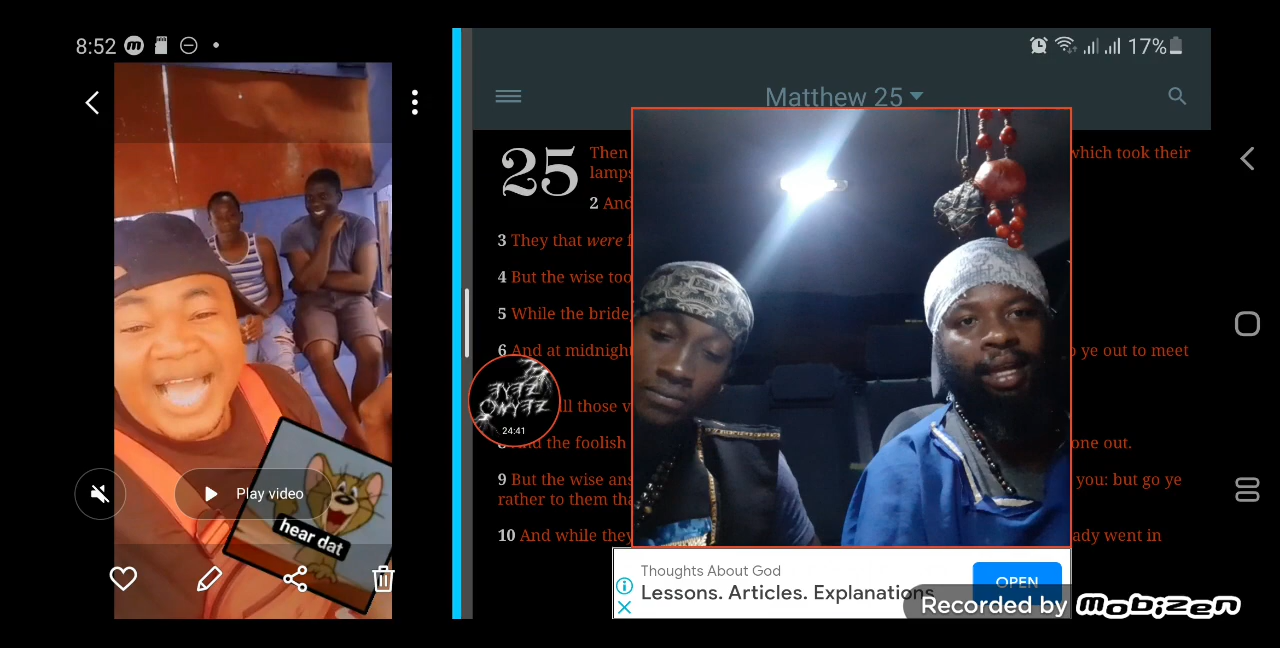 8:52
17%
Matthew 25
25
Then
which took their
lamps
2 And
3 They that were f
4 But the wise too
5 While the bride
6 And at midnight
ye out to meet
ll those v
8 And the foolish
one out.
9 But the wise ans
you: but go ye
rather to them tha
10 And while they
ady went in
24:41
Play video
hear dat
Thoughts About God
Lessons. Articles. Explanations
OPEN
Recorded by mobizen